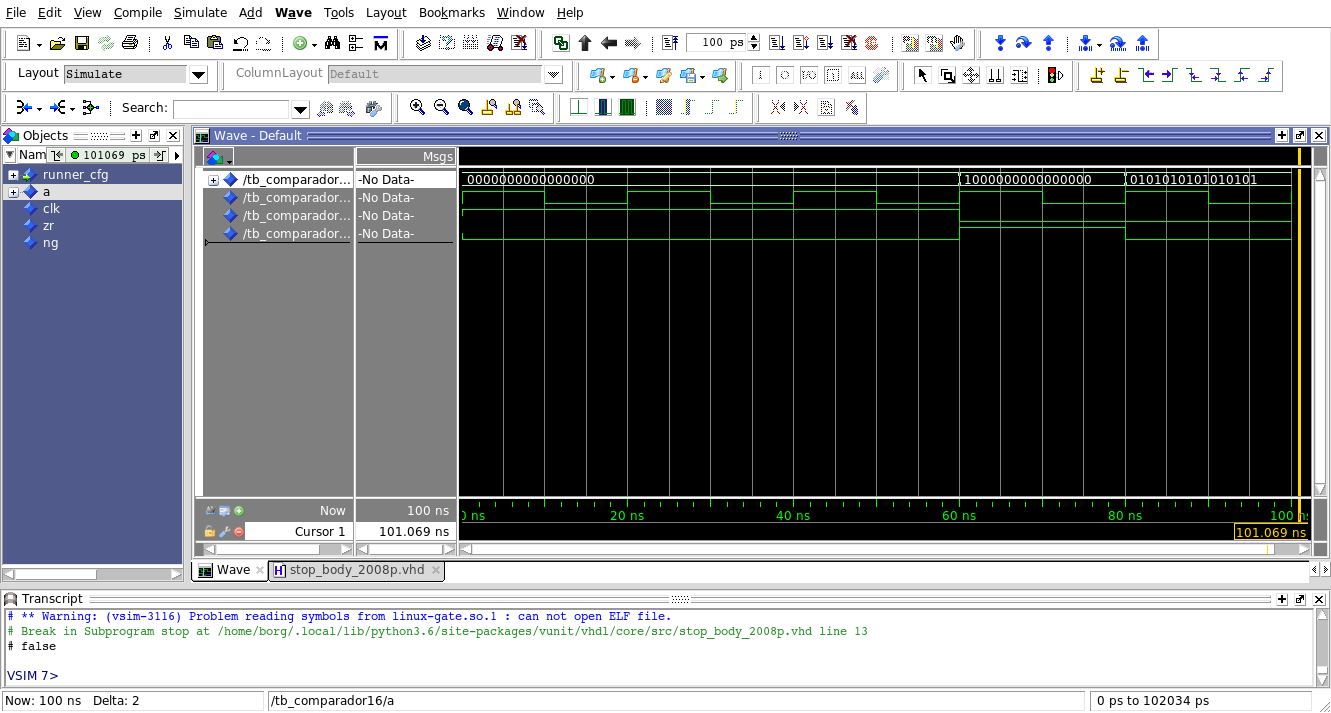 File Edit View Compile Simulate Add Wave Tools Layout Bookmarks Window Help
100 ps
Layout Simulate ColumnLayout Default ALL
Search:
Objects Wave - Default
Nam 101069 ps Msgs
runner_cfg /tb_comparador... -No Data- 0000000000000000 1000000000000000 0101010101010101
a /tb_comparador... -No Data-
clk /tb_comparador... -No Data-
zr /tb_comparador... -No Data-
ng
Now 100 ns 0 ns 20 ns 40 ns 60 ns 80 ns 100 ns
Cursor 1 101.069 ns 101.069 ns
Wave stop_body_2008p.vhd
Transcript
# ** Warning: (vsim-3116) Problem reading symbols from linux-gate.so.1 : can not open ELF file.
# Break in Subprogram stop at /home/borg/.local/lib/python3.6/site-packages/vunit/vhdl/core/src/stop_body_2008p.vhd line 13
# false
VSIM 7>
Now: 100 ns Delta: 2 /tb_comparador16/a 0 ps to 102034 ps